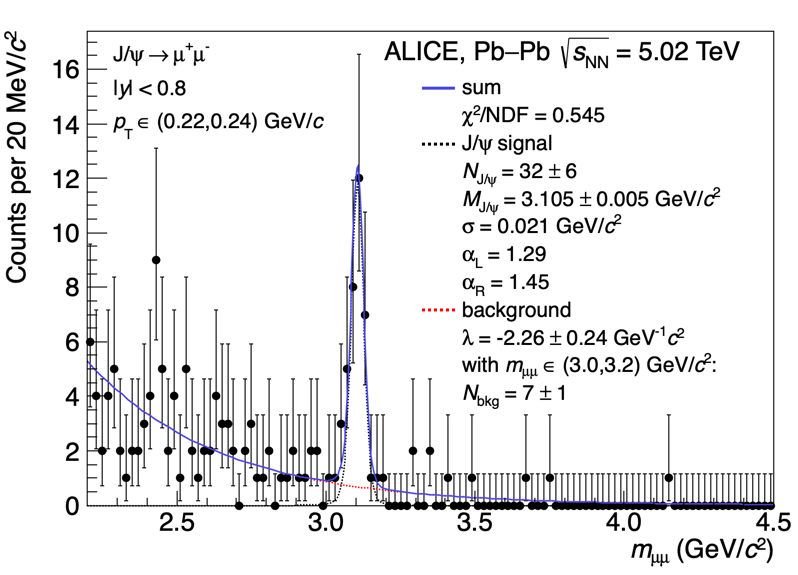 J/ψ → μ⁺μ⁻
|y| < 0.8
p_T ∈ (0.22,0.24) GeV/c
ALICE, Pb−Pb √s_NN = 5.02 TeV
sum
χ²/NDF = 0.545
J/ψ signal
N_J/ψ = 32 ± 6
M_J/ψ = 3.105 ± 0.005 GeV/c²
σ = 0.021 GeV/c²
α_L = 1.29
α_R = 1.45
background
λ = -2.26 ± 0.24 GeV⁻¹c²
with m_μμ ∈ (3.0,3.2) GeV/c²:
N_bkg = 7 ± 1
Counts per 20 MeV/c²
16
14
12
10
8
6
4
2
0
2.5 3.0 3.5 4.0 4.5
m_μμ (GeV/c²)